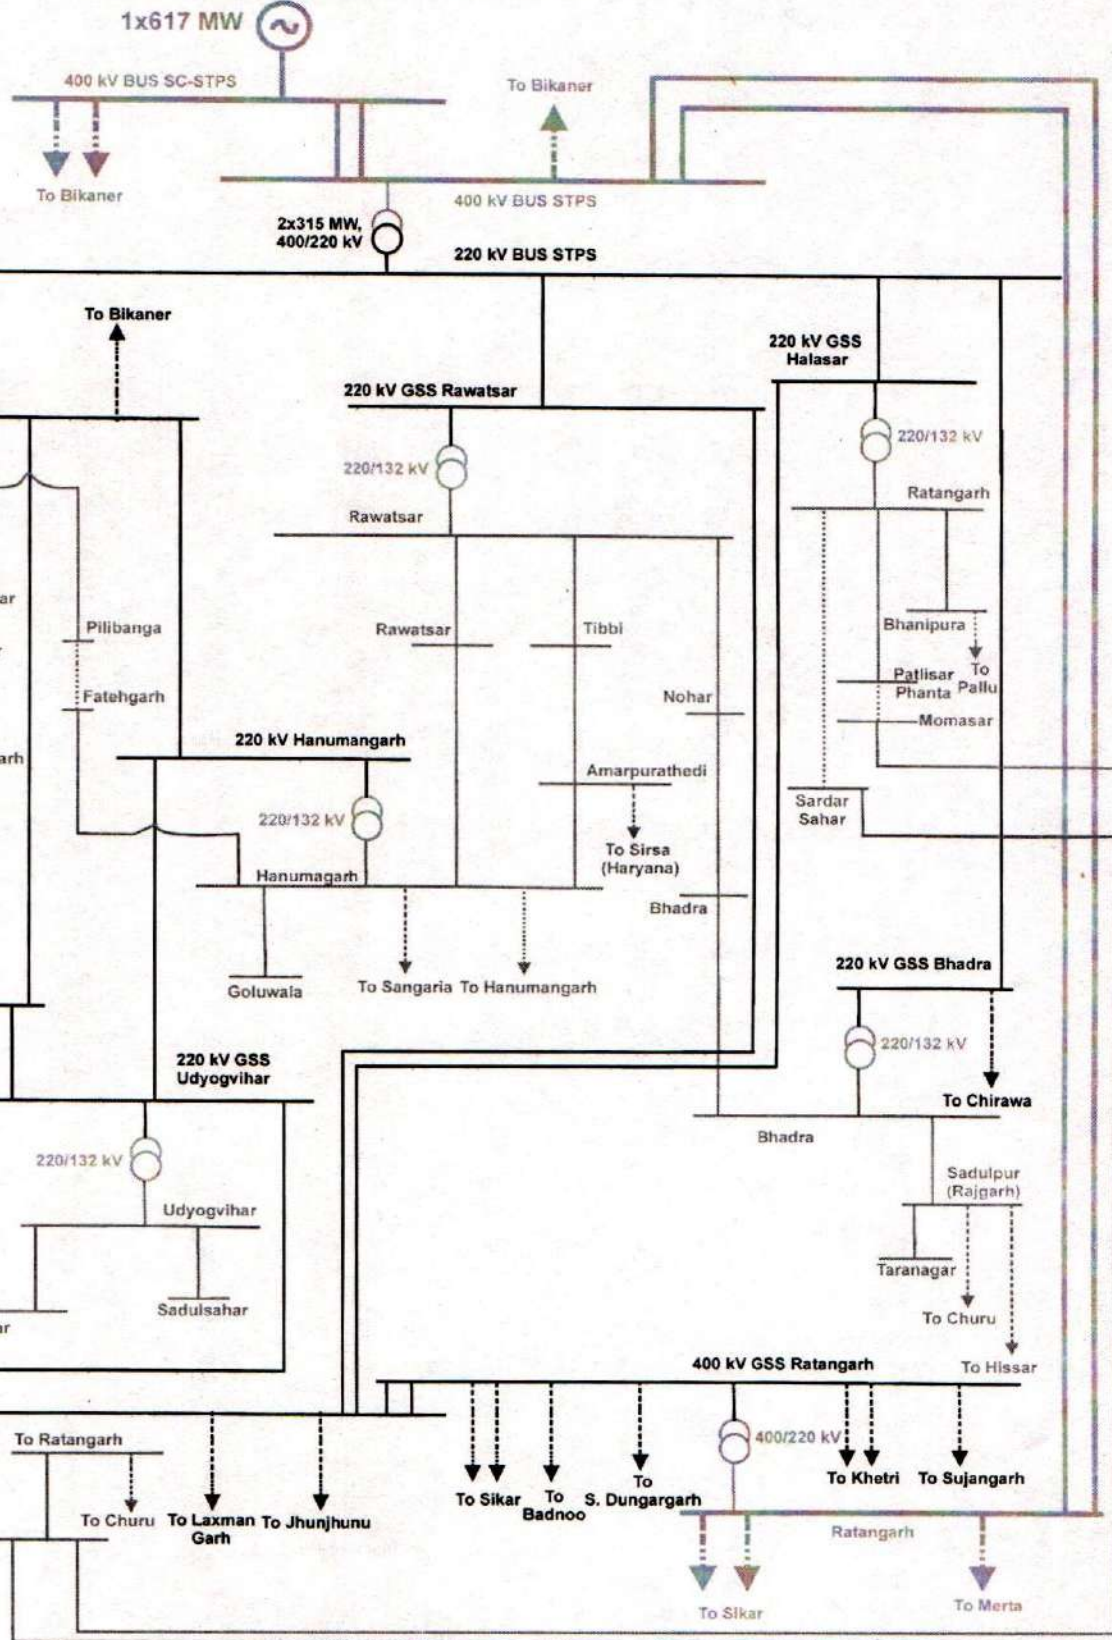 1x617 MW
400 kV BUS SC-STPS
To Bikaner
To Bikaner
400 kV BUS STPS
2x315 MW,
400/220 kV
220 kV BUS STPS
To Bikaner
220 kV GSS
Halasar
220 kV GSS Rawatsar
220/132 kV
220/132 kV
Ratangarh
Rawatsar
ar
Pilibanga
Rawatsar
Tibbi
Bhanipura
To
Pallu
Patlisar
Phanta
Fatehgarh
Nohar
Momasar
220 kV Hanumangarh
arh
Amarpurathedi
Sardar
Sahar
220/132 kV
To Sirsa
(Haryana)
Hanumagarh
Bhadra
220 kV GSS Bhadra
Goluwala
To Sangaria
To Hanumangarh
220/132 kV
220 kV GSS
Udyogvihar
To Chirawa
Bhadra
220/132 kV
Sadulpur
(Rajgarh)
Udyogvihar
Taranagar
Sadulsahar
To Churu
ar
400 kV GSS Ratangarh
To Hissar
To Ratangarh
400/220 kV
To Khetri
To Sujangarh
To Sikar
To
Badnoo
To
S. Dungargarh
To Churu
To Laxman
Garh
To Jhunjhunu
Ratangarh
To Sikar
To Merta